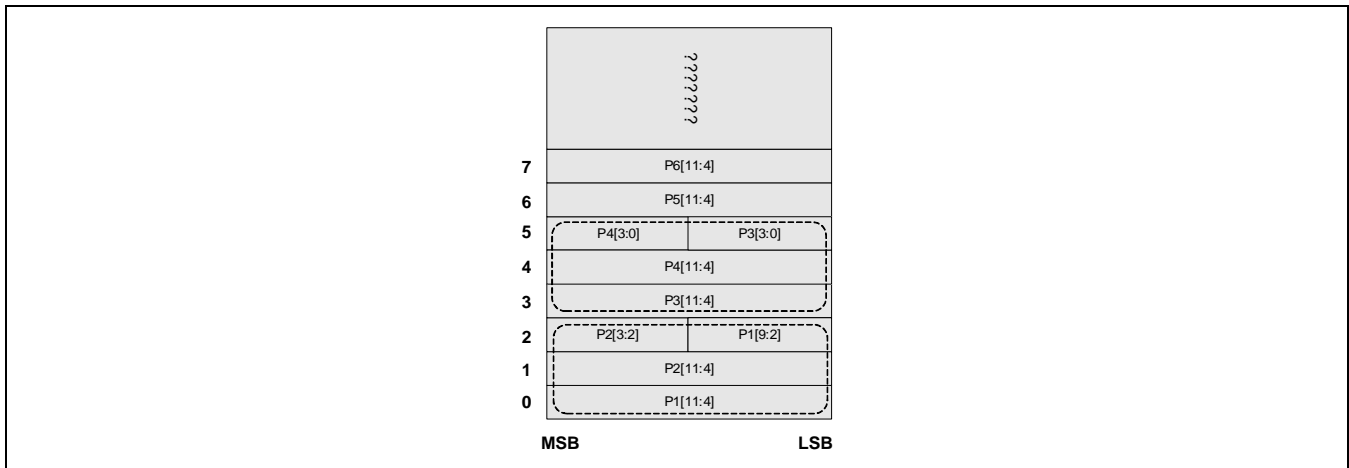 ???????
7 P6[11:4]
6 P5[11:4]
5 P4[3:0] P3[3:0]
4 P4[11:4]
3 P3[11:4]
2 P2[3:2] P1[9:2]
1 P2[11:4]
0 P1[11:4]
MSB LSB